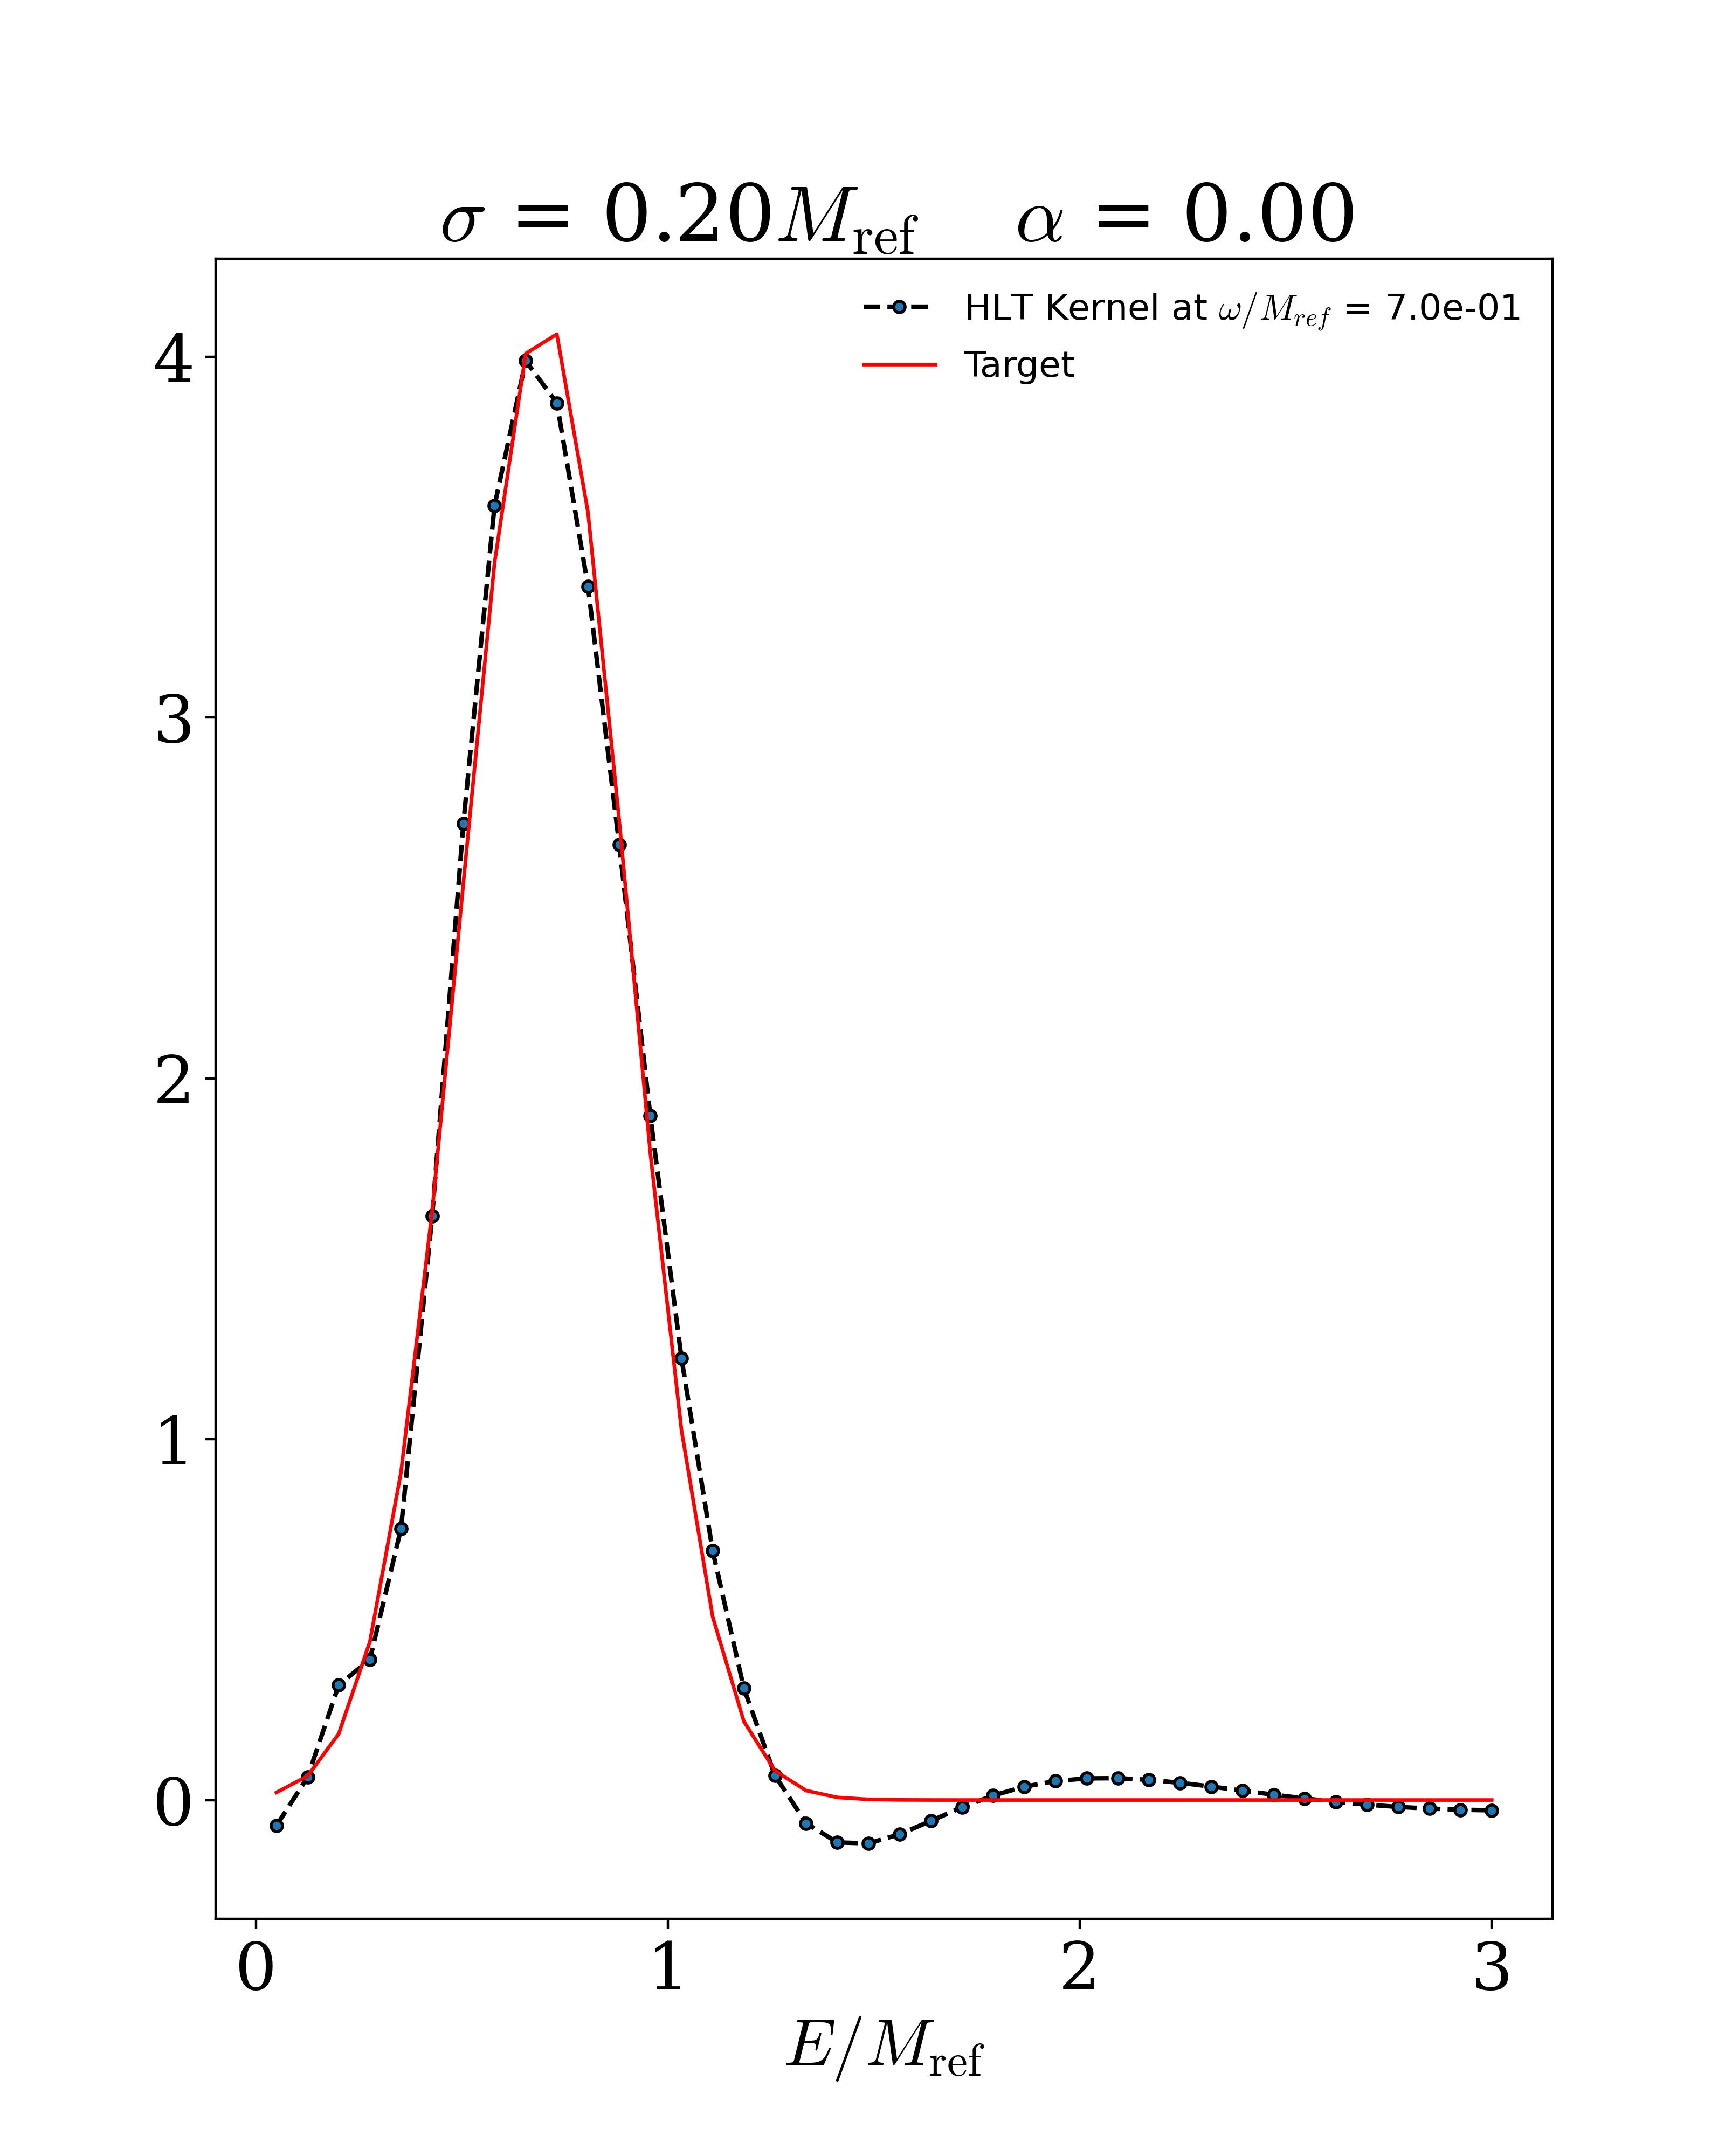 σ = 0.20M_ref α = 0.00
HLT Kernel at ω/M_ref = 7.0e-01
Target
4
3
2
1
0
0 1 2 3
E/M_ref